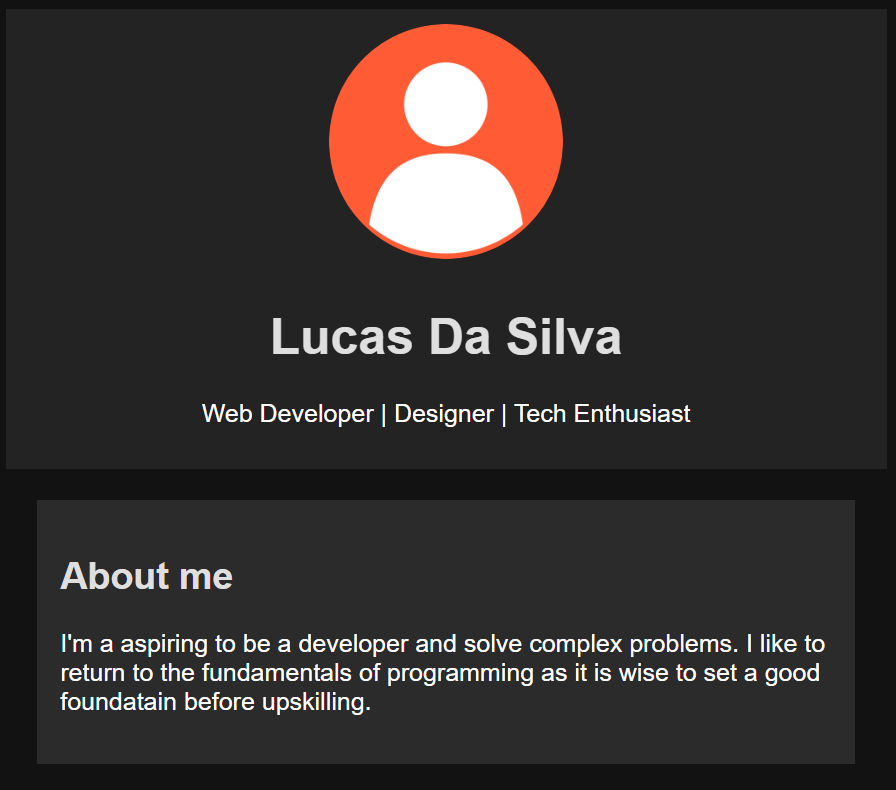 Lucas Da Silva
Web Developer | Designer | Tech Enthusiast
About me
I'm a aspiring to be a developer and solve complex problems. I like to
return to the fundamentals of programming as it is wise to set a good
foundatain before upskilling.